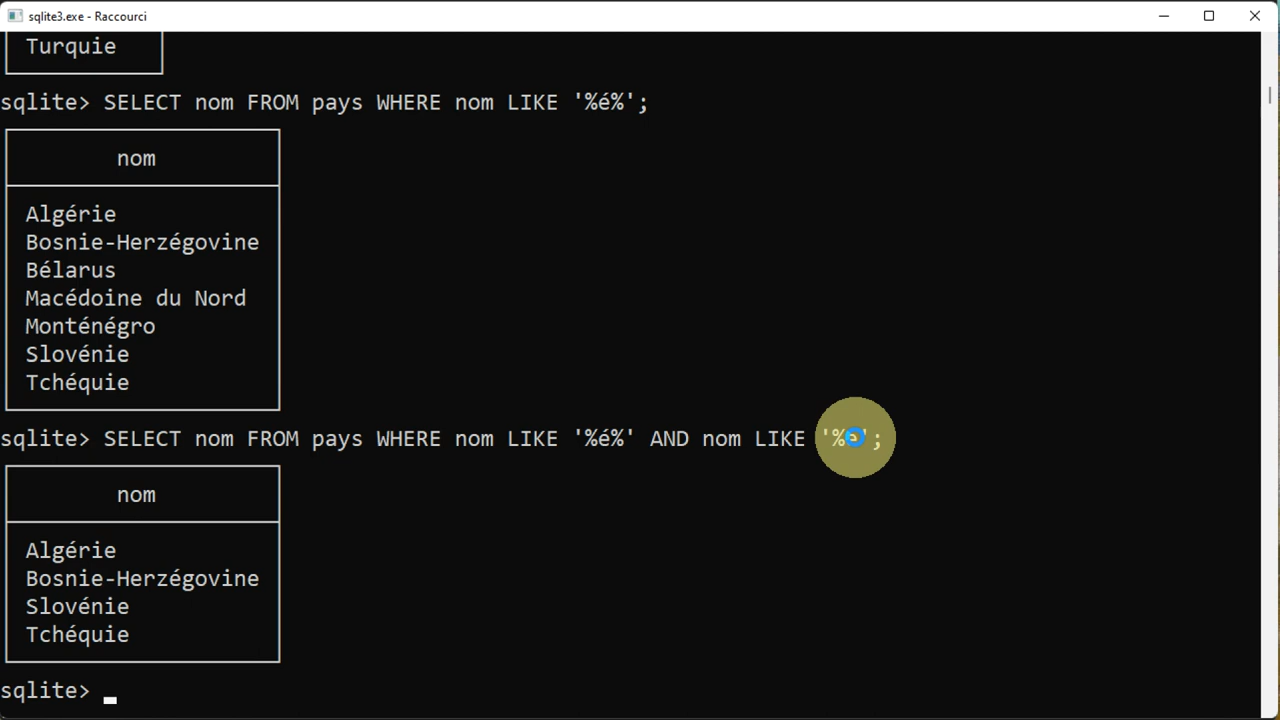 sqlite3.exe - Raccourci
Turquie
sqlite> SELECT nom FROM pays WHERE nom LIKE '%é%';
nom
Algérie
Bosnie-Herzégovine
Bélarus
Macédoine du Nord
Monténégro
Slovénie
Tchéquie
sqlite> SELECT nom FROM pays WHERE nom LIKE '%é%' AND nom LIKE '%e';
nom
Algérie
Bosnie-Herzégovine
Slovénie
Tchéquie
sqlite>